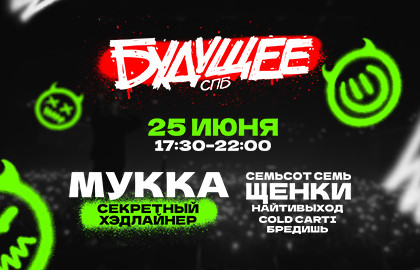 БУДУЩЕЕ
СПБ
25 ИЮНЯ
17:30-22:00
МУККА
СЕКРЕТНЫЙ
ХЭДЛАЙНЕР
СЕМЬСОТ СЕМЬ
ЩЕНКИ
НАЙТИВЫХОД
COLD CARTI
БРЕДИШЬ